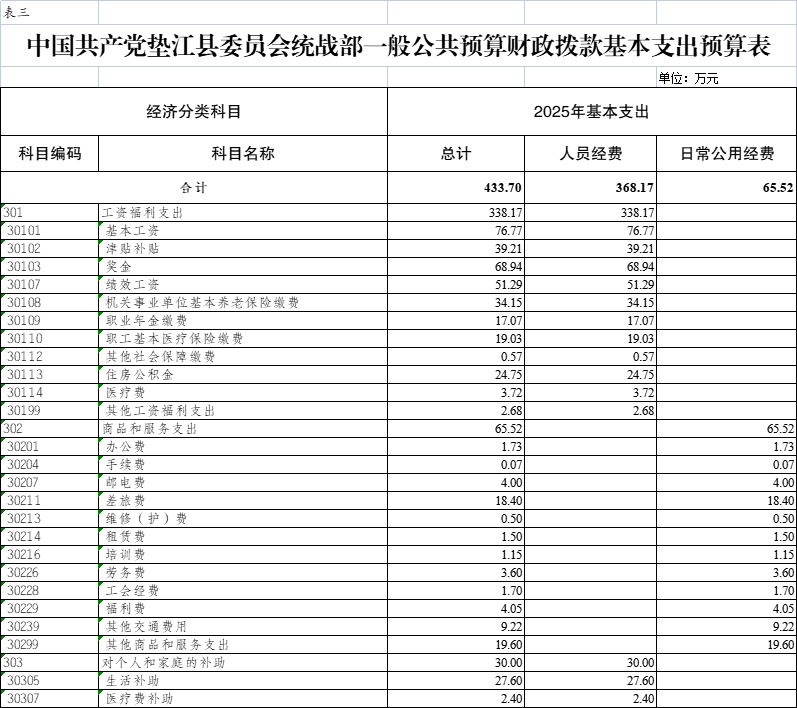 表三
中国共产党垫江县委员会统战部一般公共预算财政拨款基本支出预算表
单位：万元
经济分类科目 2025年基本支出
科目编码 科目名称 总计 人员经费 日常公用经费
合计 433.70 368.17 65.52
301 工资福利支出 338.17 338.17
30101 基本工资 76.77 76.77
30102 津贴补贴 39.21 39.21
30103 奖金 68.94 68.94
30107 绩效工资 51.29 51.29
30108 机关事业单位基本养老保险缴费 34.15 34.15
30109 职业年金缴费 17.07 17.07
30110 职工基本医疗保险缴费 19.03 19.03
30112 其他社会保障缴费 0.57 0.57
30113 住房公积金 24.75 24.75
30114 医疗费 3.72 3.72
30199 其他工资福利支出 2.68 2.68
302 商品和服务支出 65.52 65.52
30201 办公费 1.73 1.73
30204 手续费 0.07 0.07
30207 邮电费 4.00 4.00
30211 差旅费 18.40 18.40
30213 维修（护）费 0.50 0.50
30214 租赁费 1.50 1.50
30216 培训费 1.15 1.15
30226 劳务费 3.60 3.60
30228 工会经费 1.70 1.70
30229 福利费 4.05 4.05
30239 其他交通费用 9.22 9.22
30299 其他商品和服务支出 19.60 19.60
303 对个人和家庭的补助 30.00 30.00
30305 生活补助 27.60 27.60
30307 医疗费补助 2.40 2.40